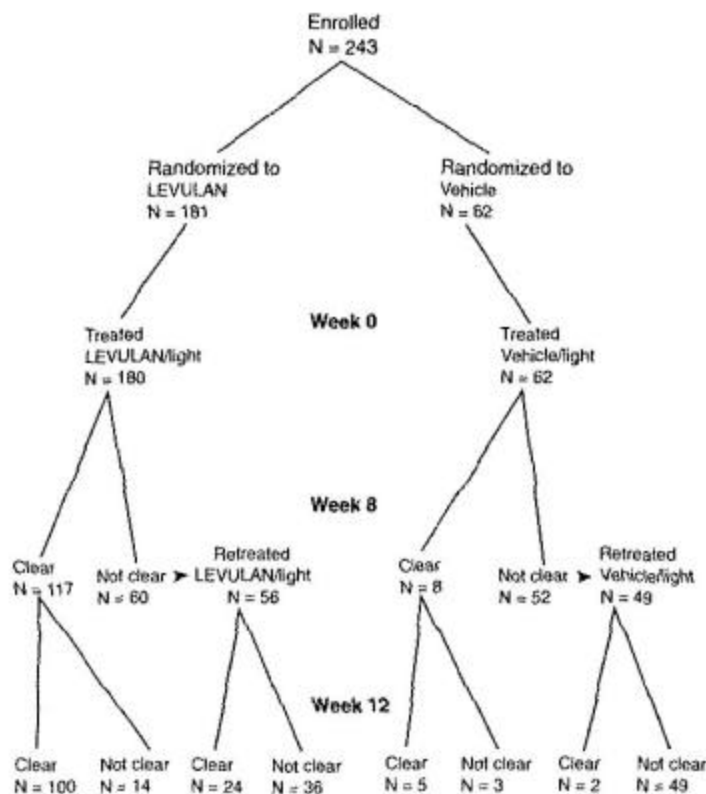 Enrolled
N = 243
Randomized to
LEVULAN
N = 181
Randomized to
Vehicle
N = 62
Week 0
Treated
LEVULAN/light
N = 180
Treated
Vehicle/light
N = 62
Week 8
Clear
N = 117
Not clear
N = 60
Retreated
LEVULAN/light
N = 56
Clear
N = 8
Not clear
N = 52
Retreated
Vehicle/light
N = 49
Week 12
Clear
N = 100
Not clear
N = 14
Clear
N = 24
Not clear
N = 36
Clear
N = 5
Not clear
N = 3
Clear
N = 2
Not clear
N = 49